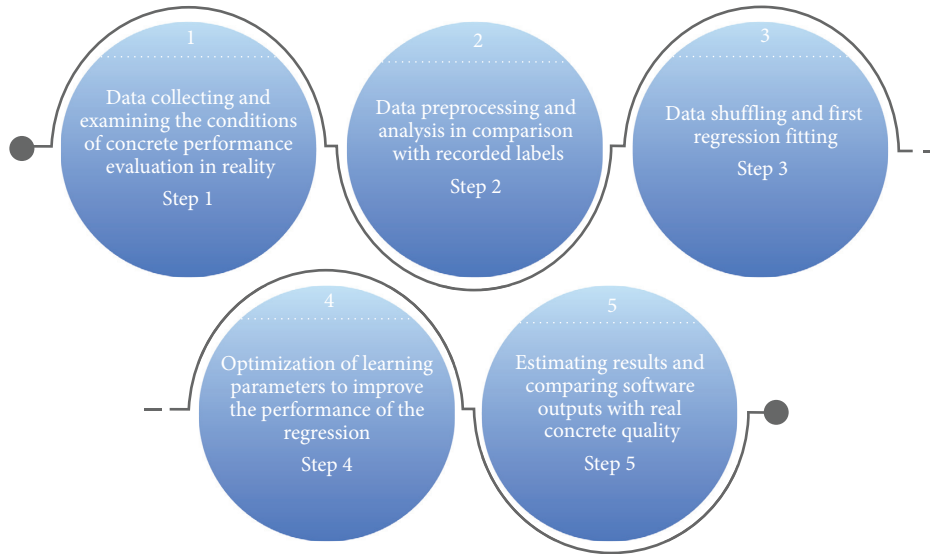 1
Data collecting and
examining the conditions
of concrete performance
evaluation in reality
Step 1
2
Data preprocessing and
analysis in comparison
with recorded labels
Step 2
3
Data shuffling and first
regression fitting
Step 3
4
Optimization of learning
parameters to improve
the performance of the
regression
Step 4
5
Estimating results and
comparing software
outputs with real
concrete quality
Step 5